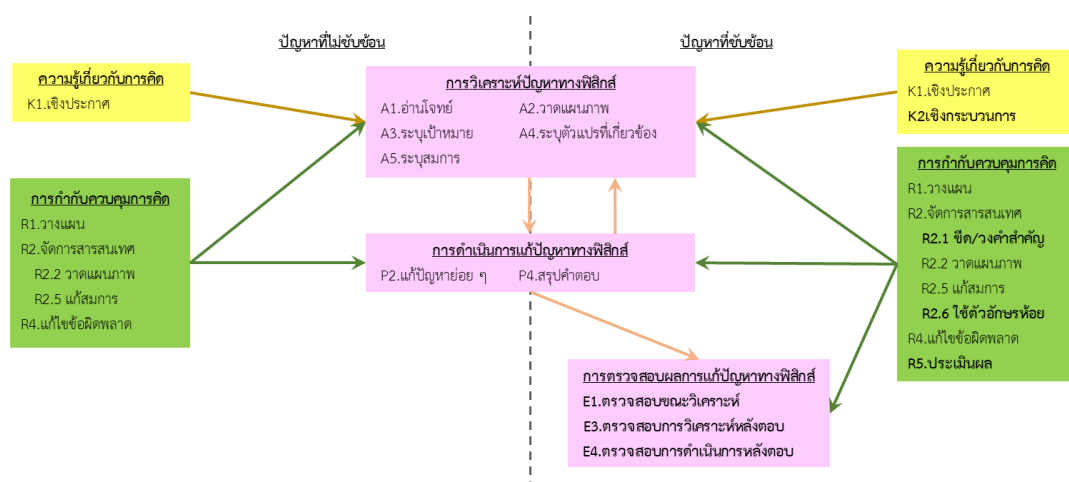 ปัญหาที่ไม่ซับซ้อน
ปัญหาที่ซับซ้อน
ความรู้เกี่ยวกับการคิด
K1.เชิงประกาศ
การกำกับควบคุมการคิด
R1.วางแผน
R2.จัดการสารสนเทศ
R2.2 วาดแผนภาพ
R2.5 แก้สมการ
R4.แก้ไขข้อผิดพลาด
การวิเคราะห์ปัญหาทางฟิสิกส์
A1.อ่านโจทย์ A2.วาดแผนภาพ
A3.ระบุเป้าหมาย A4.ระบุตัวแปรที่เกี่ยวข้อง
A5.ระบุสมการ
การดำเนินการแก้ปัญหาทางฟิสิกส์
P2.แก้ปัญหาย่อย ๆ P4.สรุปคำตอบ
การตรวจสอบผลการแก้ปัญหาทางฟิสิกส์
E1.ตรวจสอบขณะวิเคราะห์
E3.ตรวจสอบการวิเคราะห์หลังตอบ
E4.ตรวจสอบการดำเนินการหลังตอบ
ความรู้เกี่ยวกับการคิด
K1.เชิงประกาศ
K2เชิงกระบวนการ
การกำกับควบคุมการคิด
R1.วางแผน
R2.จัดการสารสนเทศ
R2.1 ขีด/วงคำสำคัญ
R2.2 วาดแผนภาพ
R2.5 แก้สมการ
R2.6 ใช้ตัวอักษรห้อย
R4.แก้ไขข้อผิดพลาด
R5.ประเมินผล